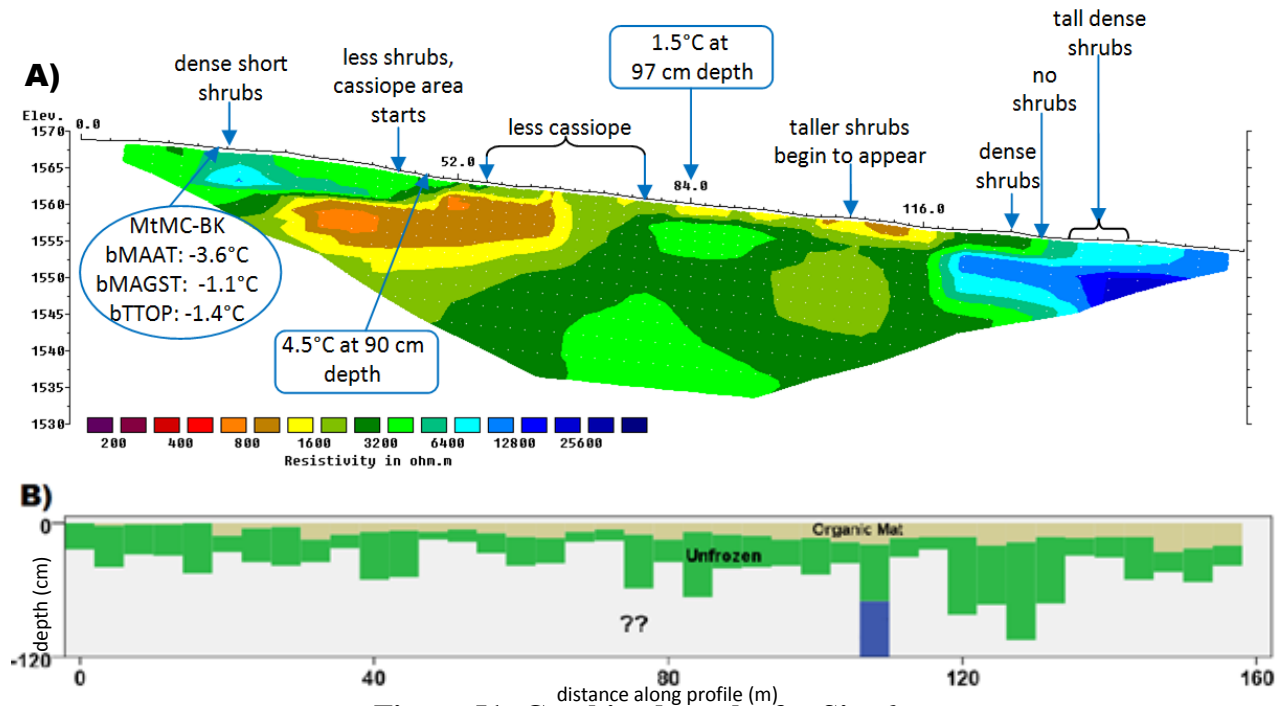 A)
dense short
shrubs
less shrubs,
cassiope area
starts
less cassiope
1.5°C at
97 cm depth
taller shrubs
begin to appear
dense
shrubs
no
shrubs
tall dense
shrubs
Elev.
0.0
52.0
84.0
116.0
1570
1565
1560
1555
1550
1545
1540
1535
1530
MtMC-BK
bMAAT: -3.6°C
bMAGST: -1.1°C
bTTOP: -1.4°C
4.5°C at 90 cm
depth
200 400 800 1600 3200 6400 12800 25600
Resistivity in ohm.m
B)
0
-120
depth (cm)
Organic Mat
Unfrozen
??
0 40 80 120 160
distance along profile (m)